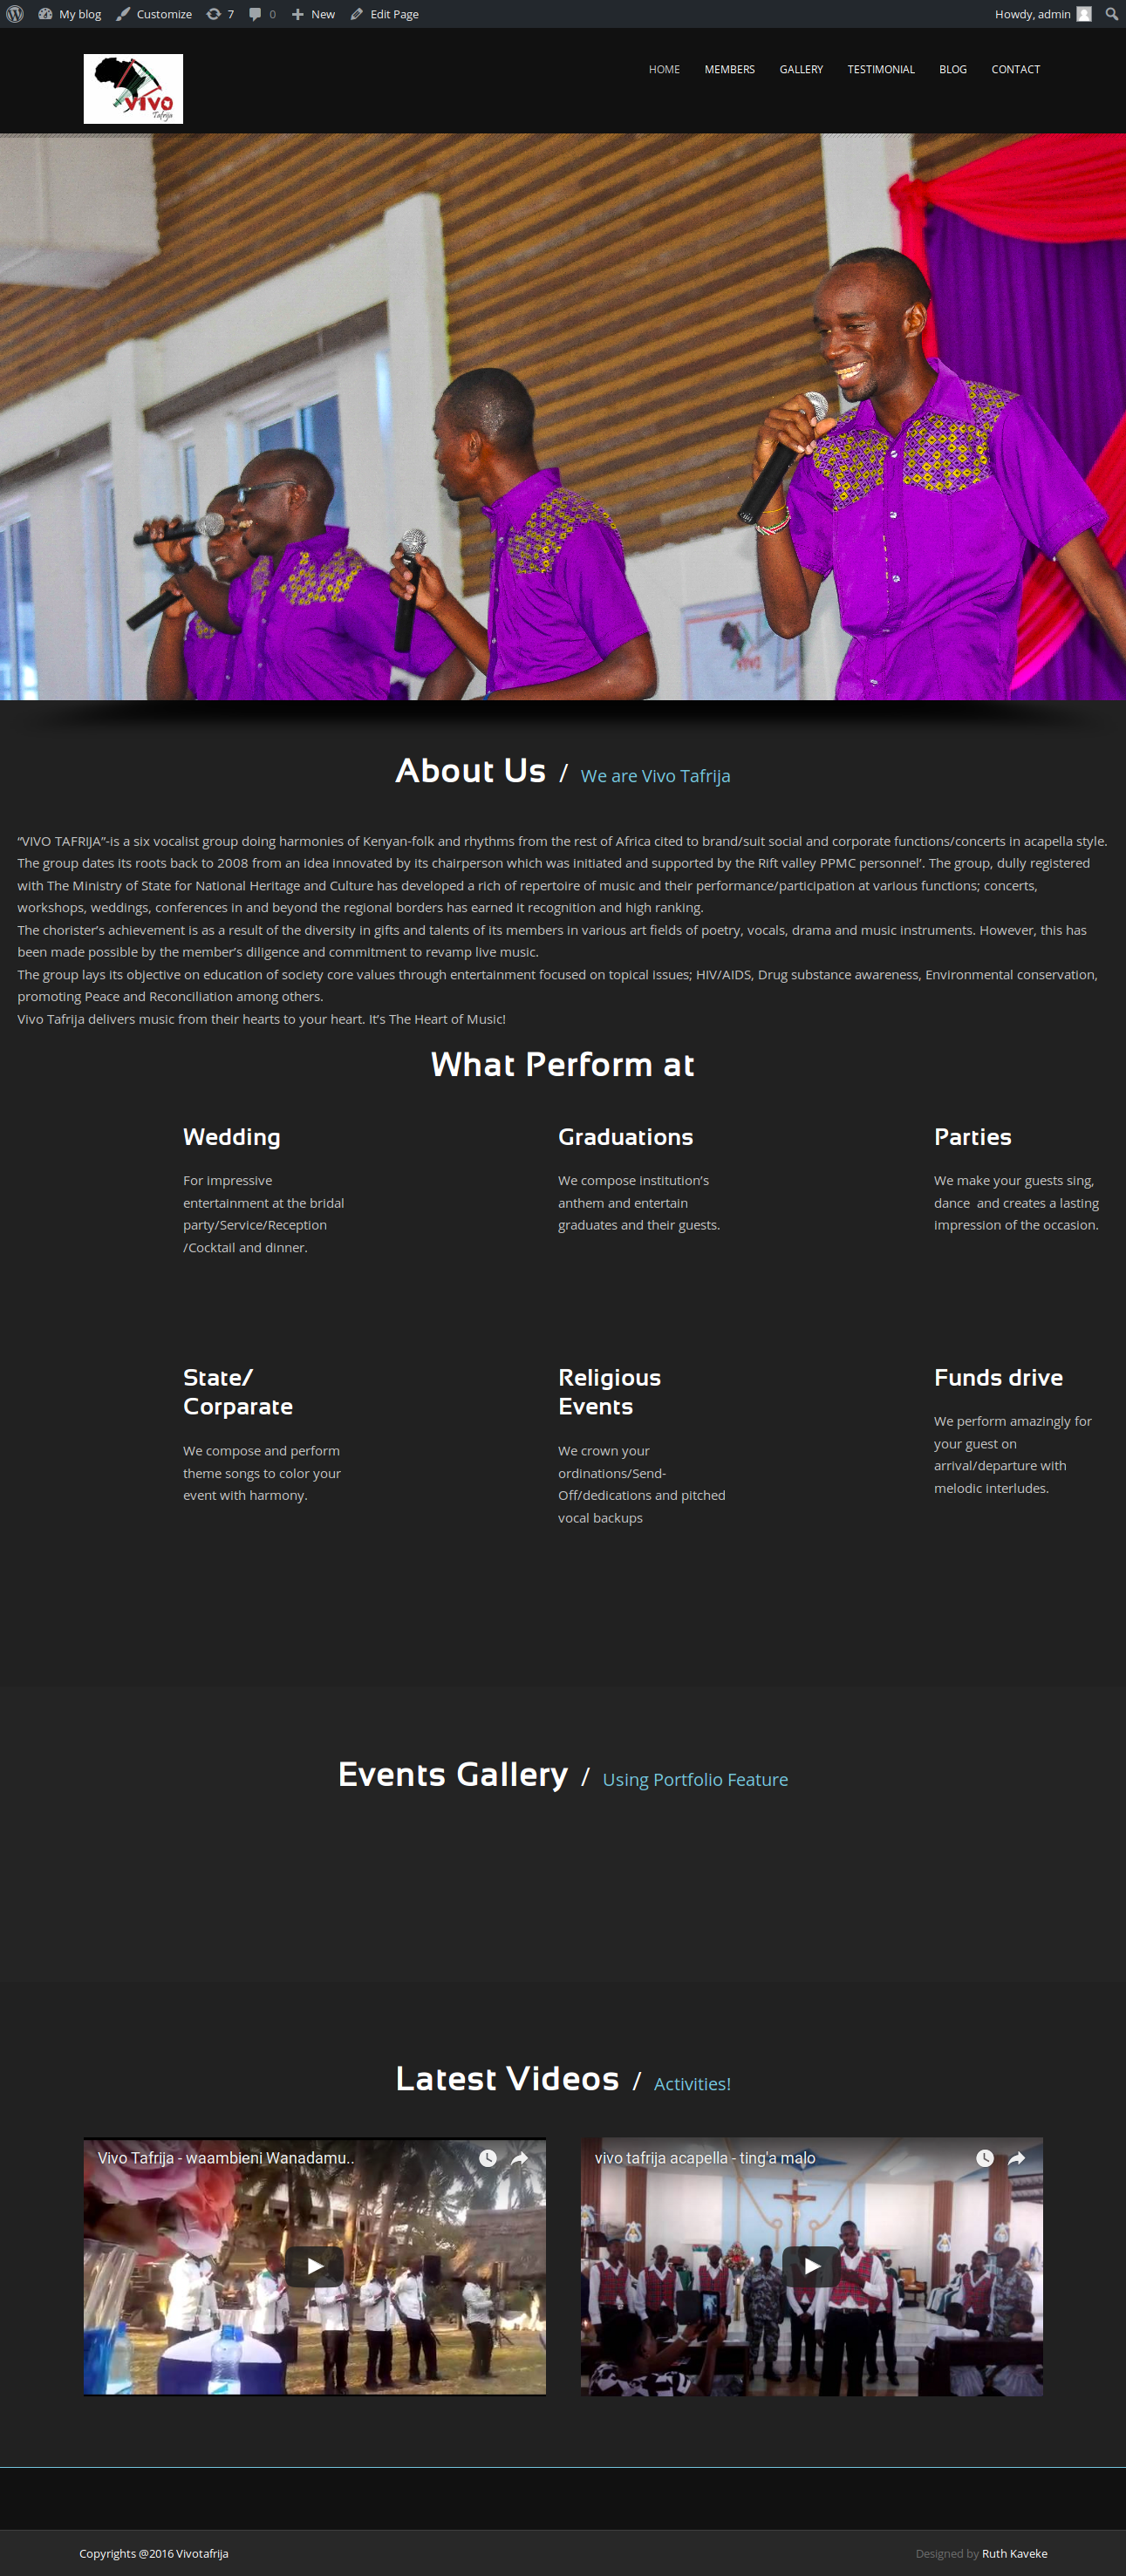 My blog Customize 7 0 New Edit Page Howdy, admin
VIVO
Tafrija
HOME MEMBERS GALLERY TESTIMONIAL BLOG CONTACT
About Us / We are Vivo Tafrija
“VIVO TAFRIJA”-is a six vocalist group doing harmonies of Kenyan-folk and rhythms from the rest of Africa cited to brand/suit social and corporate functions/concerts in acapella style.
The group dates its roots back to 2008 from an idea innovated by its chairperson which was initiated and supported by the Rift valley PPMC personnel’. The group, dully registered
with The Ministry of State for National Heritage and Culture has developed a rich of repertoire of music and their performance/participation at various functions; concerts,
workshops, weddings, conferences in and beyond the regional borders has earned it recognition and high ranking.
The chorister’s achievement is as a result of the diversity in gifts and talents of its members in various art fields of poetry, vocals, drama and music instruments. However, this has
been made possible by the member’s diligence and commitment to revamp live music.
The group lays its objective on education of society core values through entertainment focused on topical issues; HIV/AIDS, Drug substance awareness, Environmental conservation,
promoting Peace and Reconciliation among others.
Vivo Tafrija delivers music from their hearts to your heart. It’s The Heart of Music!
What Perform at
Wedding
For impressive
entertainment at the bridal
party/Service/Reception
/Cocktail and dinner.
Graduations
We compose institution’s
anthem and entertain
graduates and their guests.
Parties
We make your guests sing,
dance and creates a lasting
impression of the occasion.
State/
Corparate
We compose and perform
theme songs to color your
event with harmony.
Religious
Events
We crown your
ordinations/Send-
Off/dedications and pitched
vocal backups
Funds drive
We perform amazingly for
your guest on
arrival/departure with
melodic interludes.
Events Gallery / Using Portfolio Feature
Latest Videos / Activities!
Vivo Tafrija - waambieni Wanadamu..
vivo tafrija acapella - ting'a malo
Copyrights @2016 Vivotafrija
Designed by Ruth Kaveke